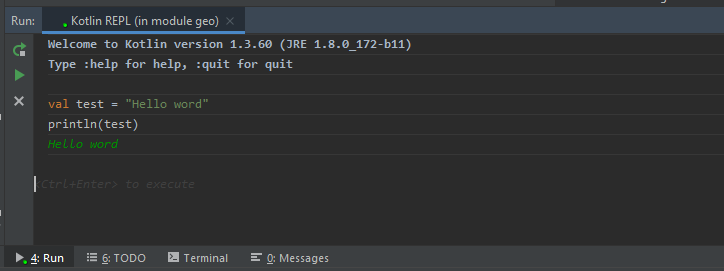 Run: Kotlin REPL (in module geo) ×
Welcome to Kotlin version 1.3.60 (JRE 1.8.0_172-b11)
Type :help for help, :quit for quit
val test = "Hello word"
println(test)
Hello word
<Ctrl+Enter> to execute
4: Run 6: TODO Terminal 0: Messages